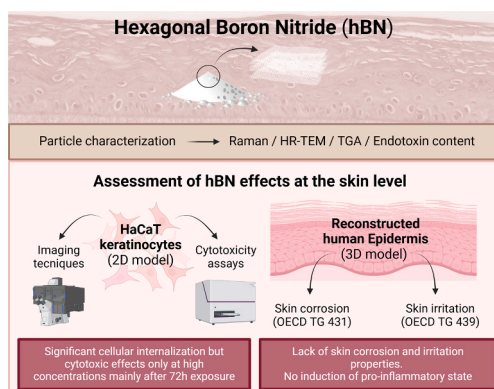 Hexagonal Boron Nitride (hBN)
Particle characterization
Raman / HR-TEM / TGA / Endotoxin content
Assessment of hBN effects at the skin level
HaCaT
keratinocytes
(2D model)
Imaging
tecniques
Cytotoxicity
assays
Reconstructed
human Epidermis
(3D model)
Skin corrosion
(OECD TG 431)
Skin irritation
(OECD TG 439)
Significant cellular internalization but
cytotoxic effects only at high
concentrations mainly after 72h exposure
Lack of skin corrosion and irritation
properties.
No induction of pro-inflammatory state